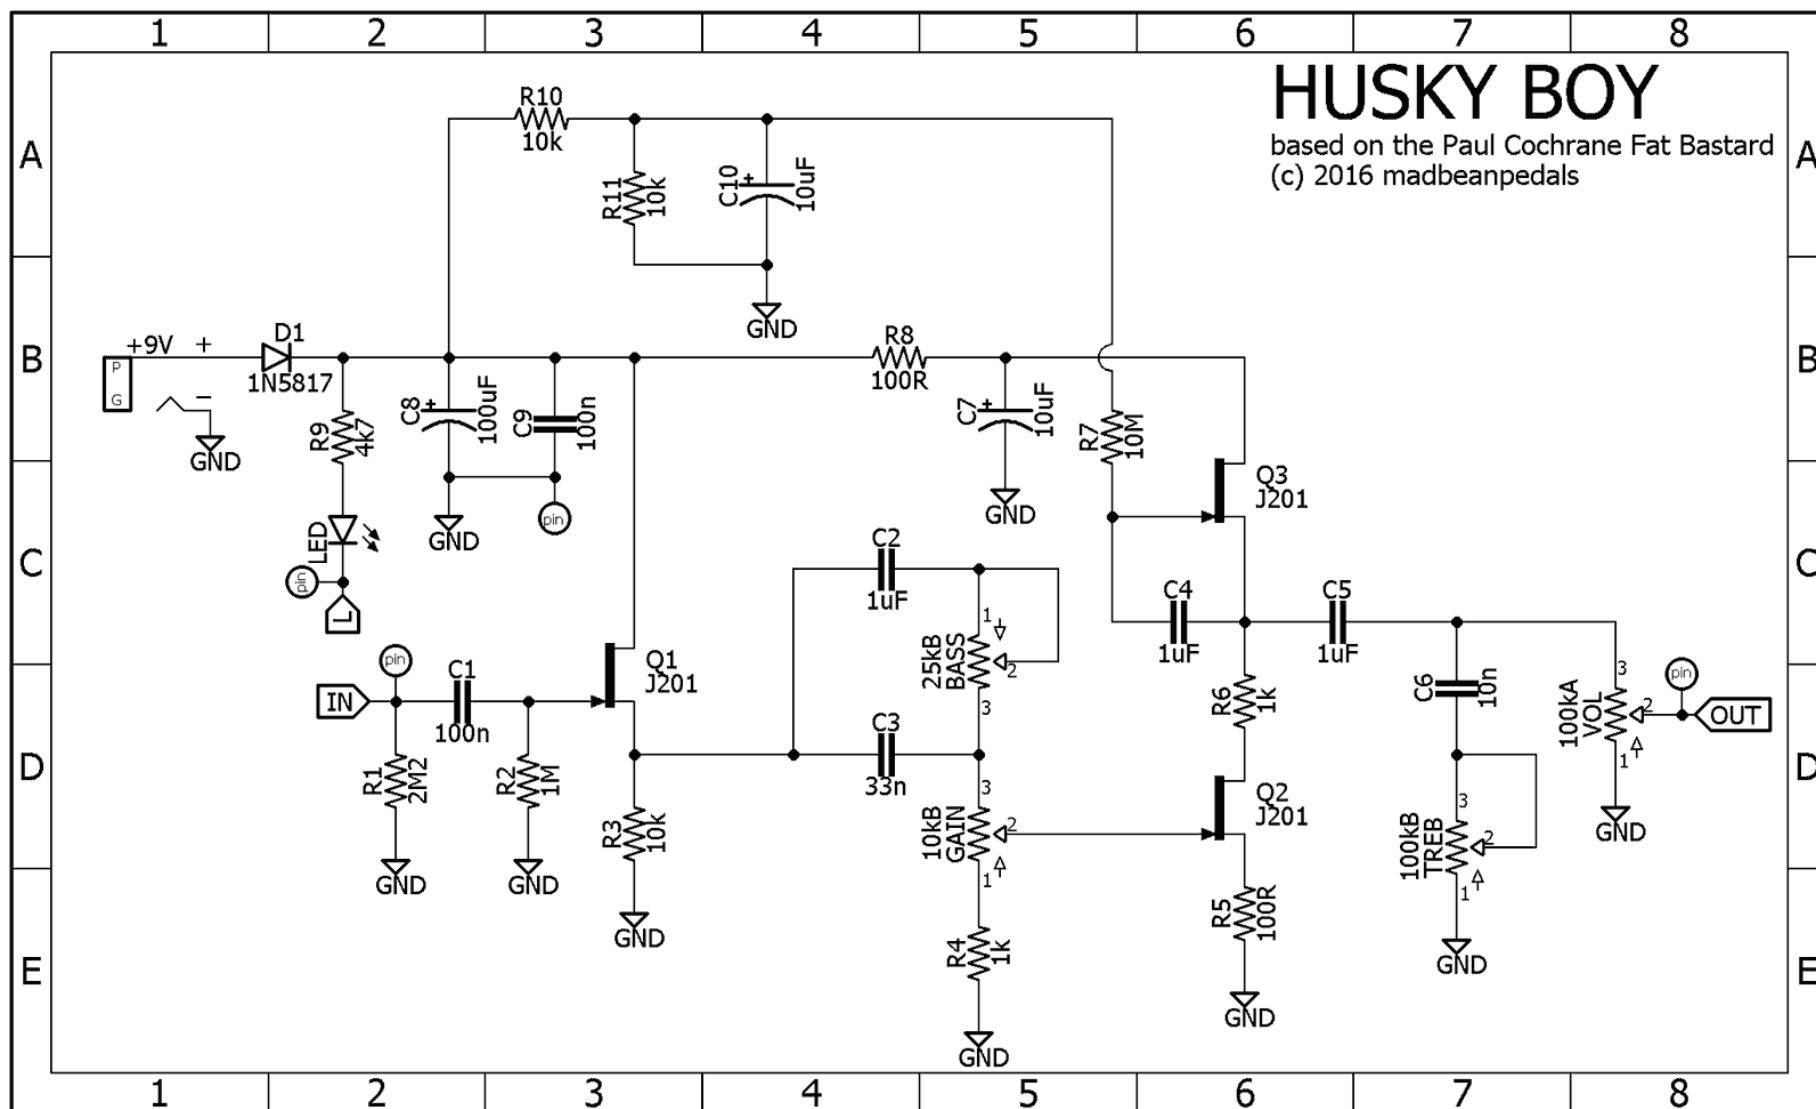 1 2 3 4 5 6 7 8
HUSKY BOY
based on the Paul Cochrane Fat Bastard
(c) 2016 madbeanpedals
A
A
R10
10k
R11
10k
C10
+
10uF
GND
B
B
+9V +
P
G
−
GND
D1
1N5817
R9
4k7
LED
pin
L
C8
+
100uF
GND
C9
100n
pin
R8
100R
C7
+
10uF
GND
R7
10M
Q3
J201
C
C
C2
1uF
C4
1uF
C5
1uF
1
25kB
BASS
2
3
pin
IN
C1
100n
Q1
J201
R1
2M2
GND
R2
1M
GND
R3
10k
GND
C3
33n
D
D
3
10kB
GAIN
2
1
R4
1k
GND
R6
1k
Q2
J201
R5
100R
GND
C6
10n
3
100kB
TREB
2
1
GND
3
100kA
VOL
2
1
GND
pin
OUT
E
E
1 2 3 4 5 6 7 8